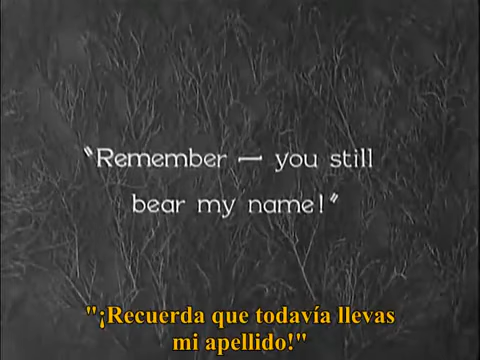 "Remember — you still
bear my name!"
"¡Recuerda que todavía llevas
mi apellido!"